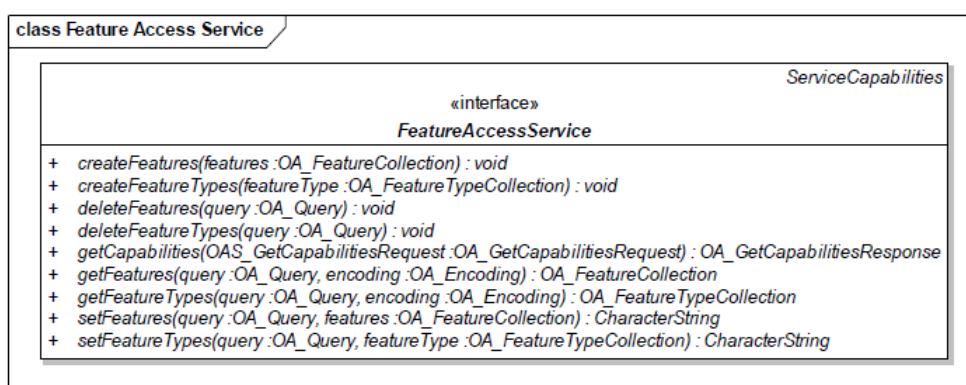 class Feature Access Service
ServiceCapabilities
«interface»
FeatureAccessService
+ createFeatures(features :OA_FeatureCollection) : void
+ createFeatureTypes(featureType :OA_FeatureTypeCollection) : void
+ deleteFeatures(query :OA_Query) : void
+ deleteFeatureTypes(query :OA_Query) : void
+ getCapabilities(OAS_GetCapabilitiesRequest :OA_GetCapabilitiesRequest) : OA_GetCapabilitiesResponse
+ getFeatures(query :OA_Query, encoding :OA_Encoding) : OA_FeatureCollection
+ getFeatureTypes(query :OA_Query, encoding :OA_Encoding) : OA_FeatureTypeCollection
+ setFeatures(query :OA_Query, features :OA_FeatureCollection) : CharacterString
+ setFeatureTypes(query :OA_Query, featureType :OA_FeatureTypeCollection) : CharacterString